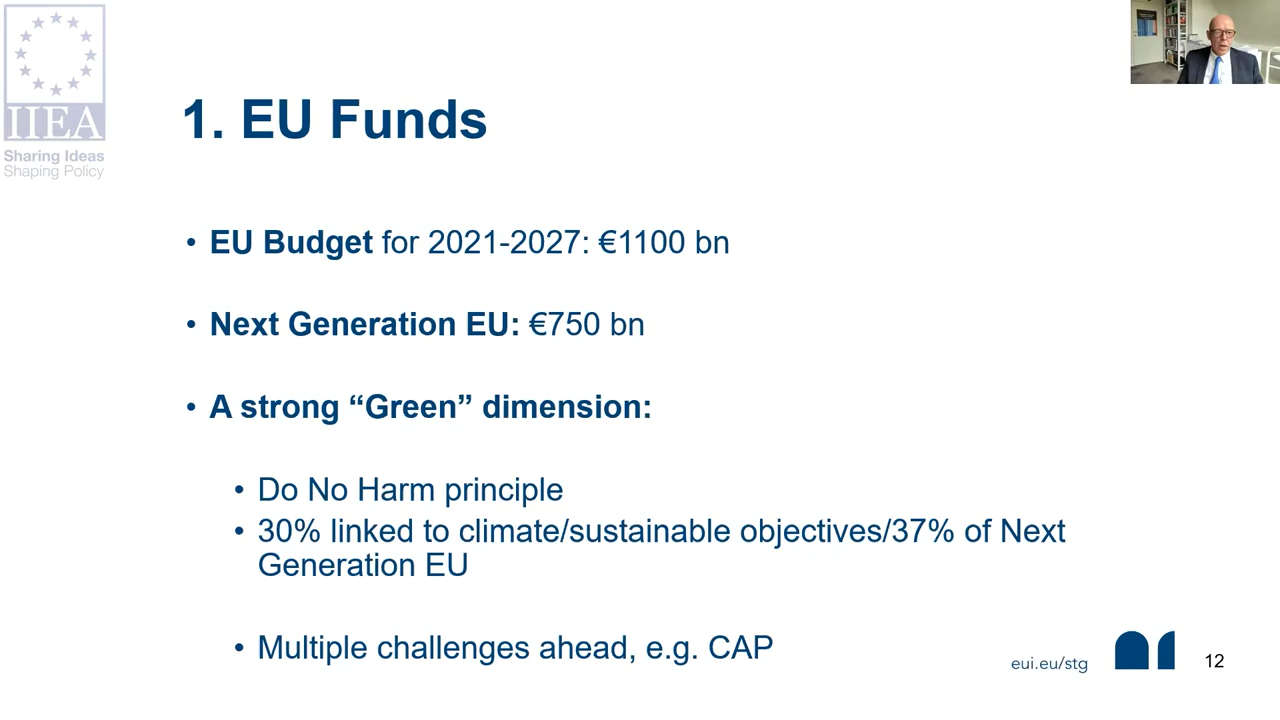 IIEA
Sharing Ideas
Shaping Policy
1. EU Funds
• EU Budget for 2021-2027: €1100 bn
• Next Generation EU: €750 bn
• A strong “Green” dimension:
• Do No Harm principle
• 30% linked to climate/sustainable objectives/37% of Next
Generation EU
• Multiple challenges ahead, e.g. CAP
eui.eu/stg
12